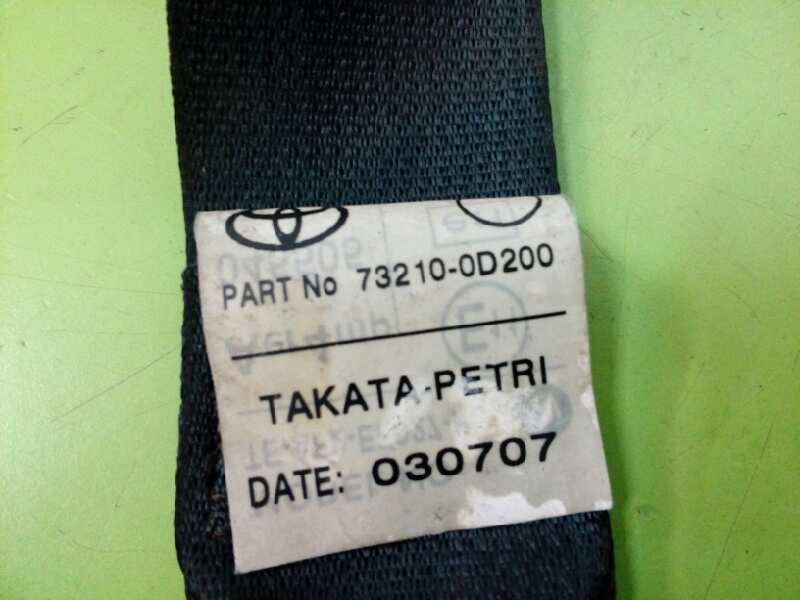 PART No 73210-0D200
TAKATA-PETRI
DATE: 030707